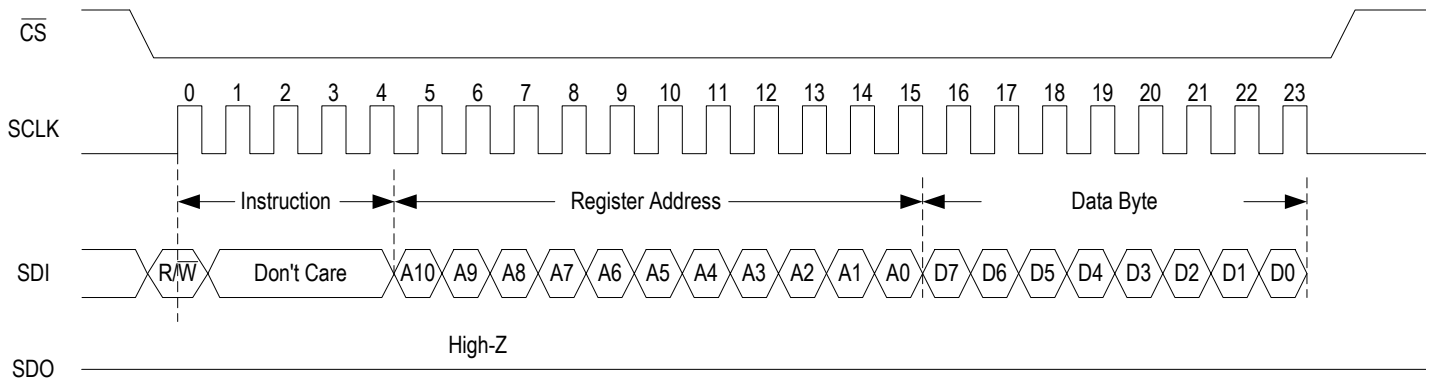 CS
0 1 2 3 4 5 6 7 8 9 10 11 12 13 14 15 16 17 18 19 20 21 22 23
SCLK
Instruction Register Address Data Byte
SDI R/W Don't Care A10 A9 A8 A7 A6 A5 A4 A3 A2 A1 A0 D7 D6 D5 D4 D3 D2 D1 D0
High-Z
SDO